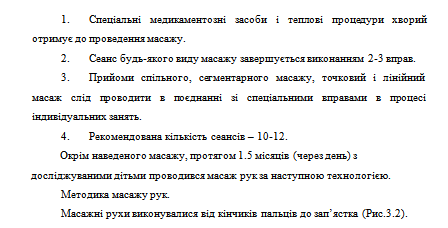 1. Спеціальні медикаментозні засоби і теплові процедури хворий
отримує до проведення масажу.
2. Сеанс будь-якого виду масажу завершується виконанням 2-3 вправ.
3. Прийоми спільного, сегментарного масажу, точковий і лінійний
масаж слід проводити в поєднанні зі спеціальними вправами в процесі
індивідуальних занять.
4. Рекомендована кількість сеансів – 10-12.
Окрім наведеного масажу, протягом 1.5 місяців (через день) з
досліджуваними дітьми проводився масаж рук за наступною технологією.
Методика масажу рук.
Масажні рухи виконувалися від кінчиків пальців до зап’ястка (Рис.3.2).